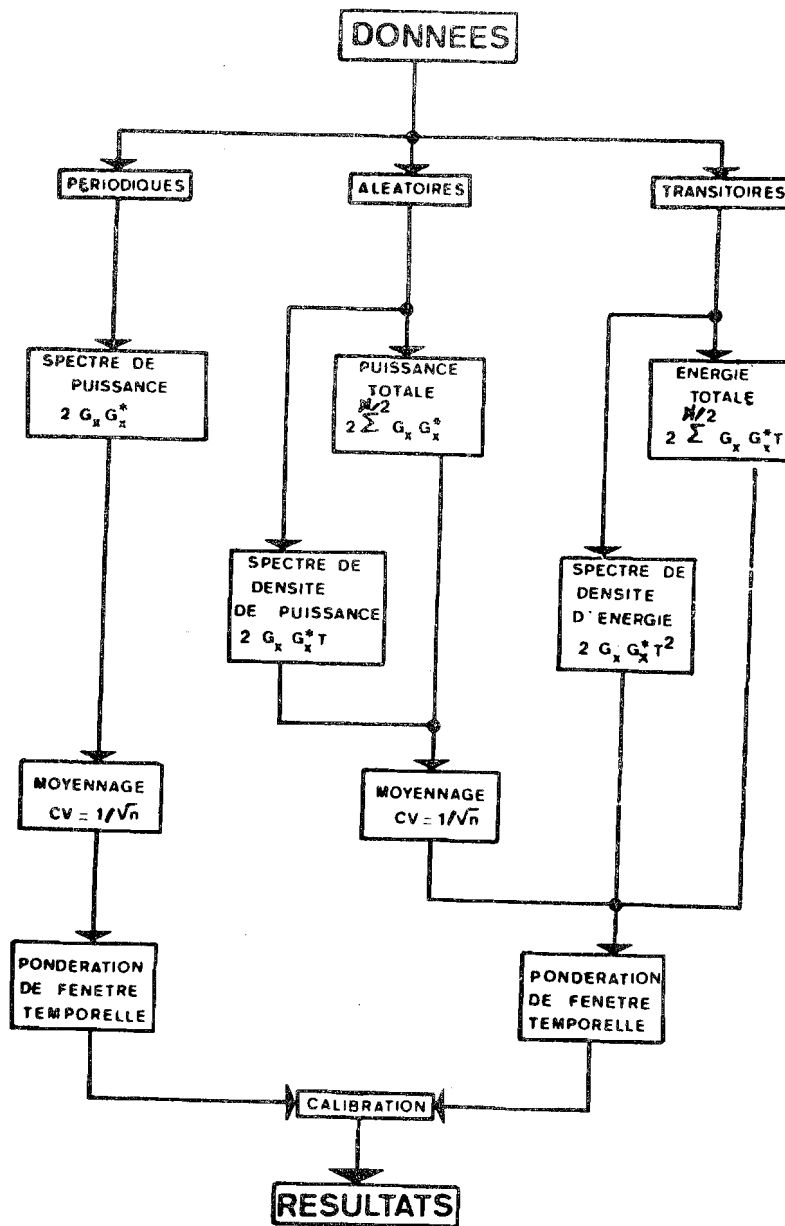 DONNEES
PERIODIQUES
ALEATOIRES
TRANSITOIRES
SPECTRE DE
PUISSANCE
2 Gx Gx*
PUISSANCE
TOTALE
2 Σ^N/2 Gx Gx*
ENERGIE
TOTALE
2 Σ^N/2 Gx Gx* T
SPECTRE DE
DENSITE
DE PUISSANCE
2 Gx Gx* T
SPECTRE DE
DENSITE
D'ENERGIE
2 Gx Gx* T²
MOYENNAGE
CV = 1/√n
MOYENNAGE
CV = 1/√n
PONDERATION
DE FENETRE
TEMPORELLE
PONDERATION
DE FENETRE
TEMPORELLE
CALIBRATION
RESULTATS